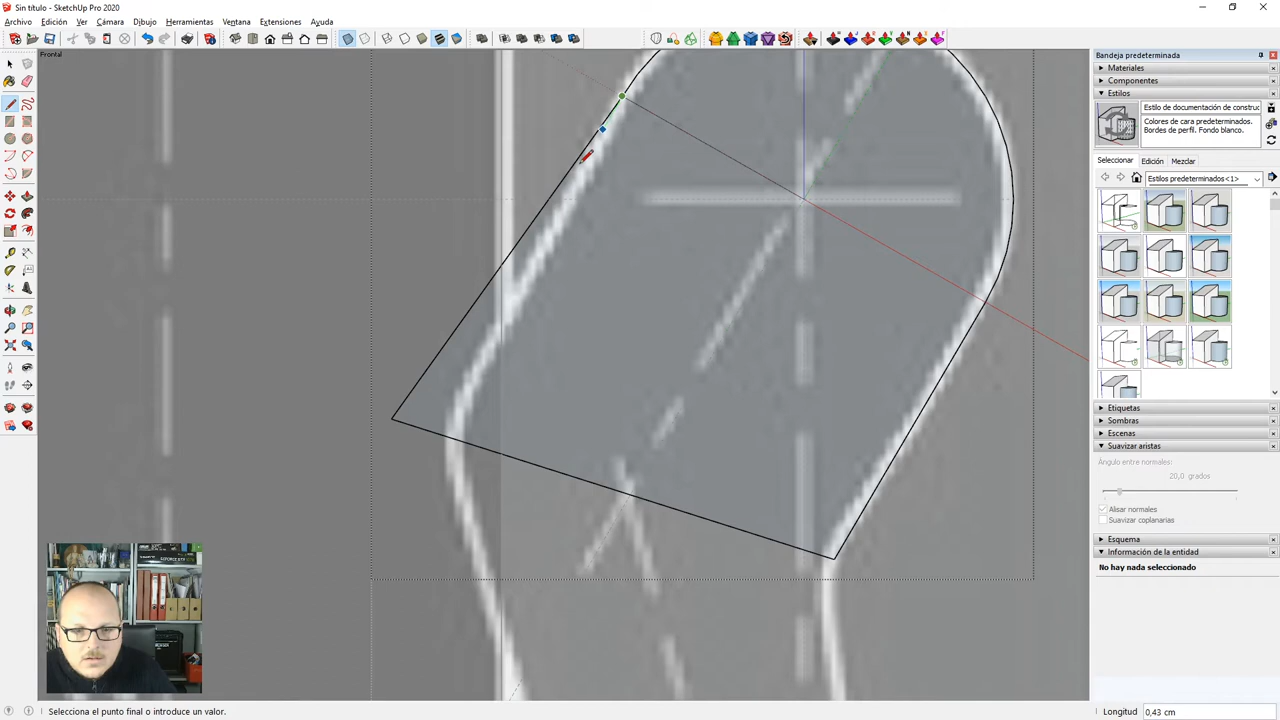 Sin título - SketchUp Pro 2020
Archivo Edición Ver Cámara Dibujo Herramientas Ventana Extensiones Ayuda
Frontal
Bandeja predeterminada
Materiales
Componentes
Estilos
Estilo de documentación de construc
Colores de cara predeterminados.
Bordes de perfil. Fondo blanco.
Seleccionar Edición Mezclar
Estilos predeterminados<1>
Etiquetas
Sombras
Escenas
Suavizar aristas
Ángulo entre normales:
20,0 grados
Alisar normales
Suavizar coplanarias
Esquema
Información de la entidad
No hay nada seleccionado
Selecciona el punto final o introduce un valor.
Longitud 0,43 cm